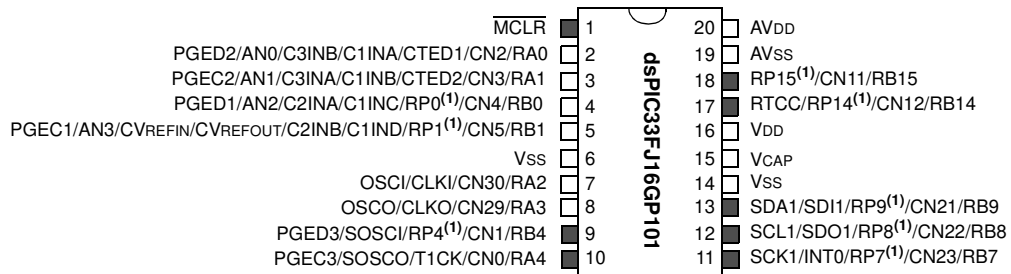 MCLR 1 20 AVDD
PGED2/AN0/C3INB/C1INA/CTED1/CN2/RA0 2 19 AVSS
PGEC2/AN1/C3INA/C1INB/CTED2/CN3/RA1 3 18 RP15(1)/CN11/RB15
PGED1/AN2/C2INA/C1INC/RP0(1)/CN4/RB0 4 17 RTCC/RP14(1)/CN12/RB14
PGEC1/AN3/CVREFIN/CVREFOUT/C2INB/C1IND/RP1(1)/CN5/RB1 5 16 VDD
VSS 6 15 VCAP
OSCI/CLKI/CN30/RA2 7 14 VSS
OSCO/CLKO/CN29/RA3 8 13 SDA1/SDI1/RP9(1)/CN21/RB9
PGED3/SOSCI/RP4(1)/CN1/RB4 9 12 SCL1/SDO1/RP8(1)/CN22/RB8
PGEC3/SOSCO/T1CK/CN0/RA4 10 11 SCK1/INT0/RP7(1)/CN23/RB7
dsPIC33FJ16GP101